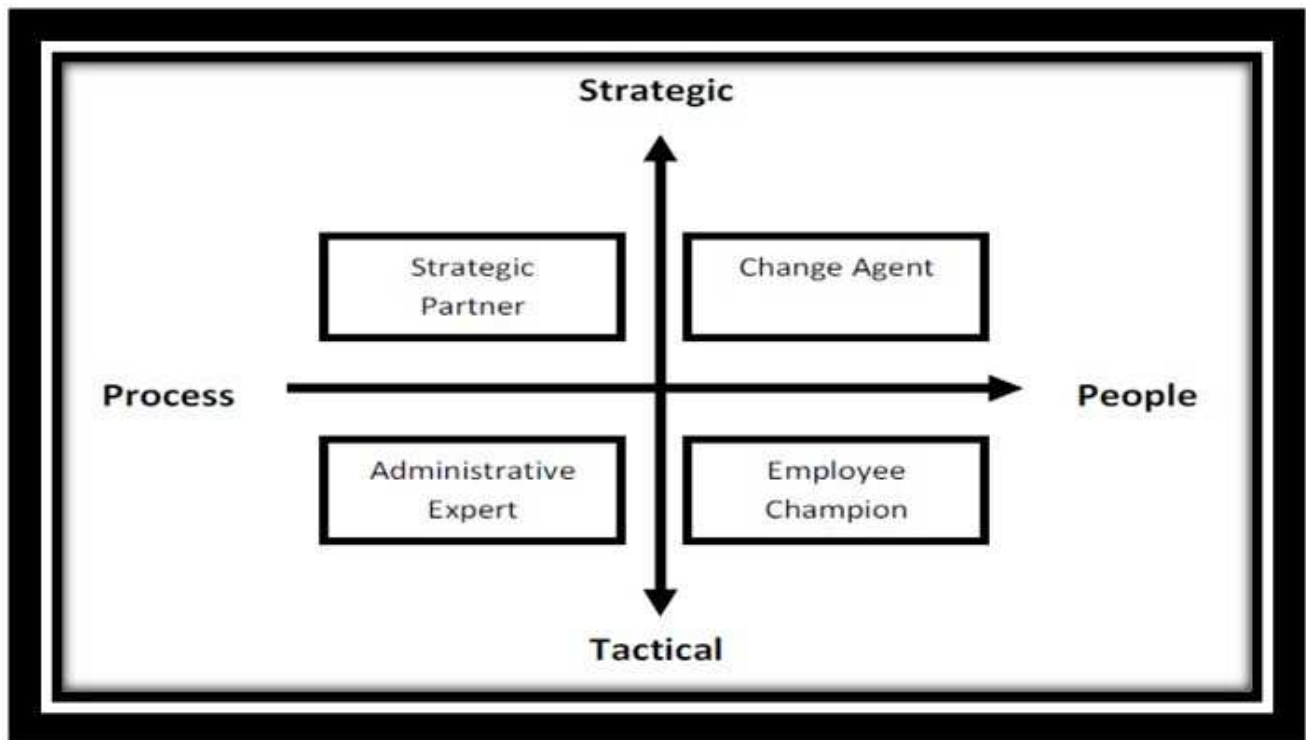 Strategic
Strategic
Partner
Change Agent
Process
People
Administrative
Expert
Employee
Champion
Tactical